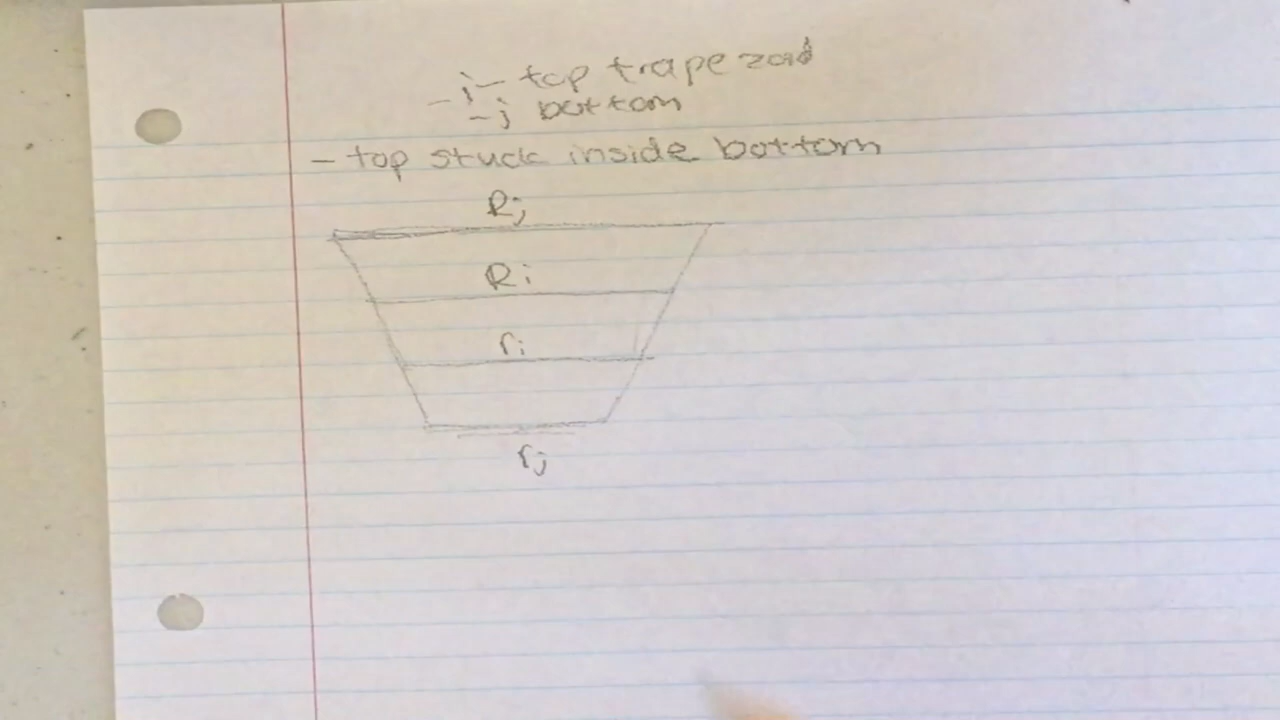 - i- top trapezoid
- j bottom
- top stuck inside bottom
Rj
Ri
ri
rj